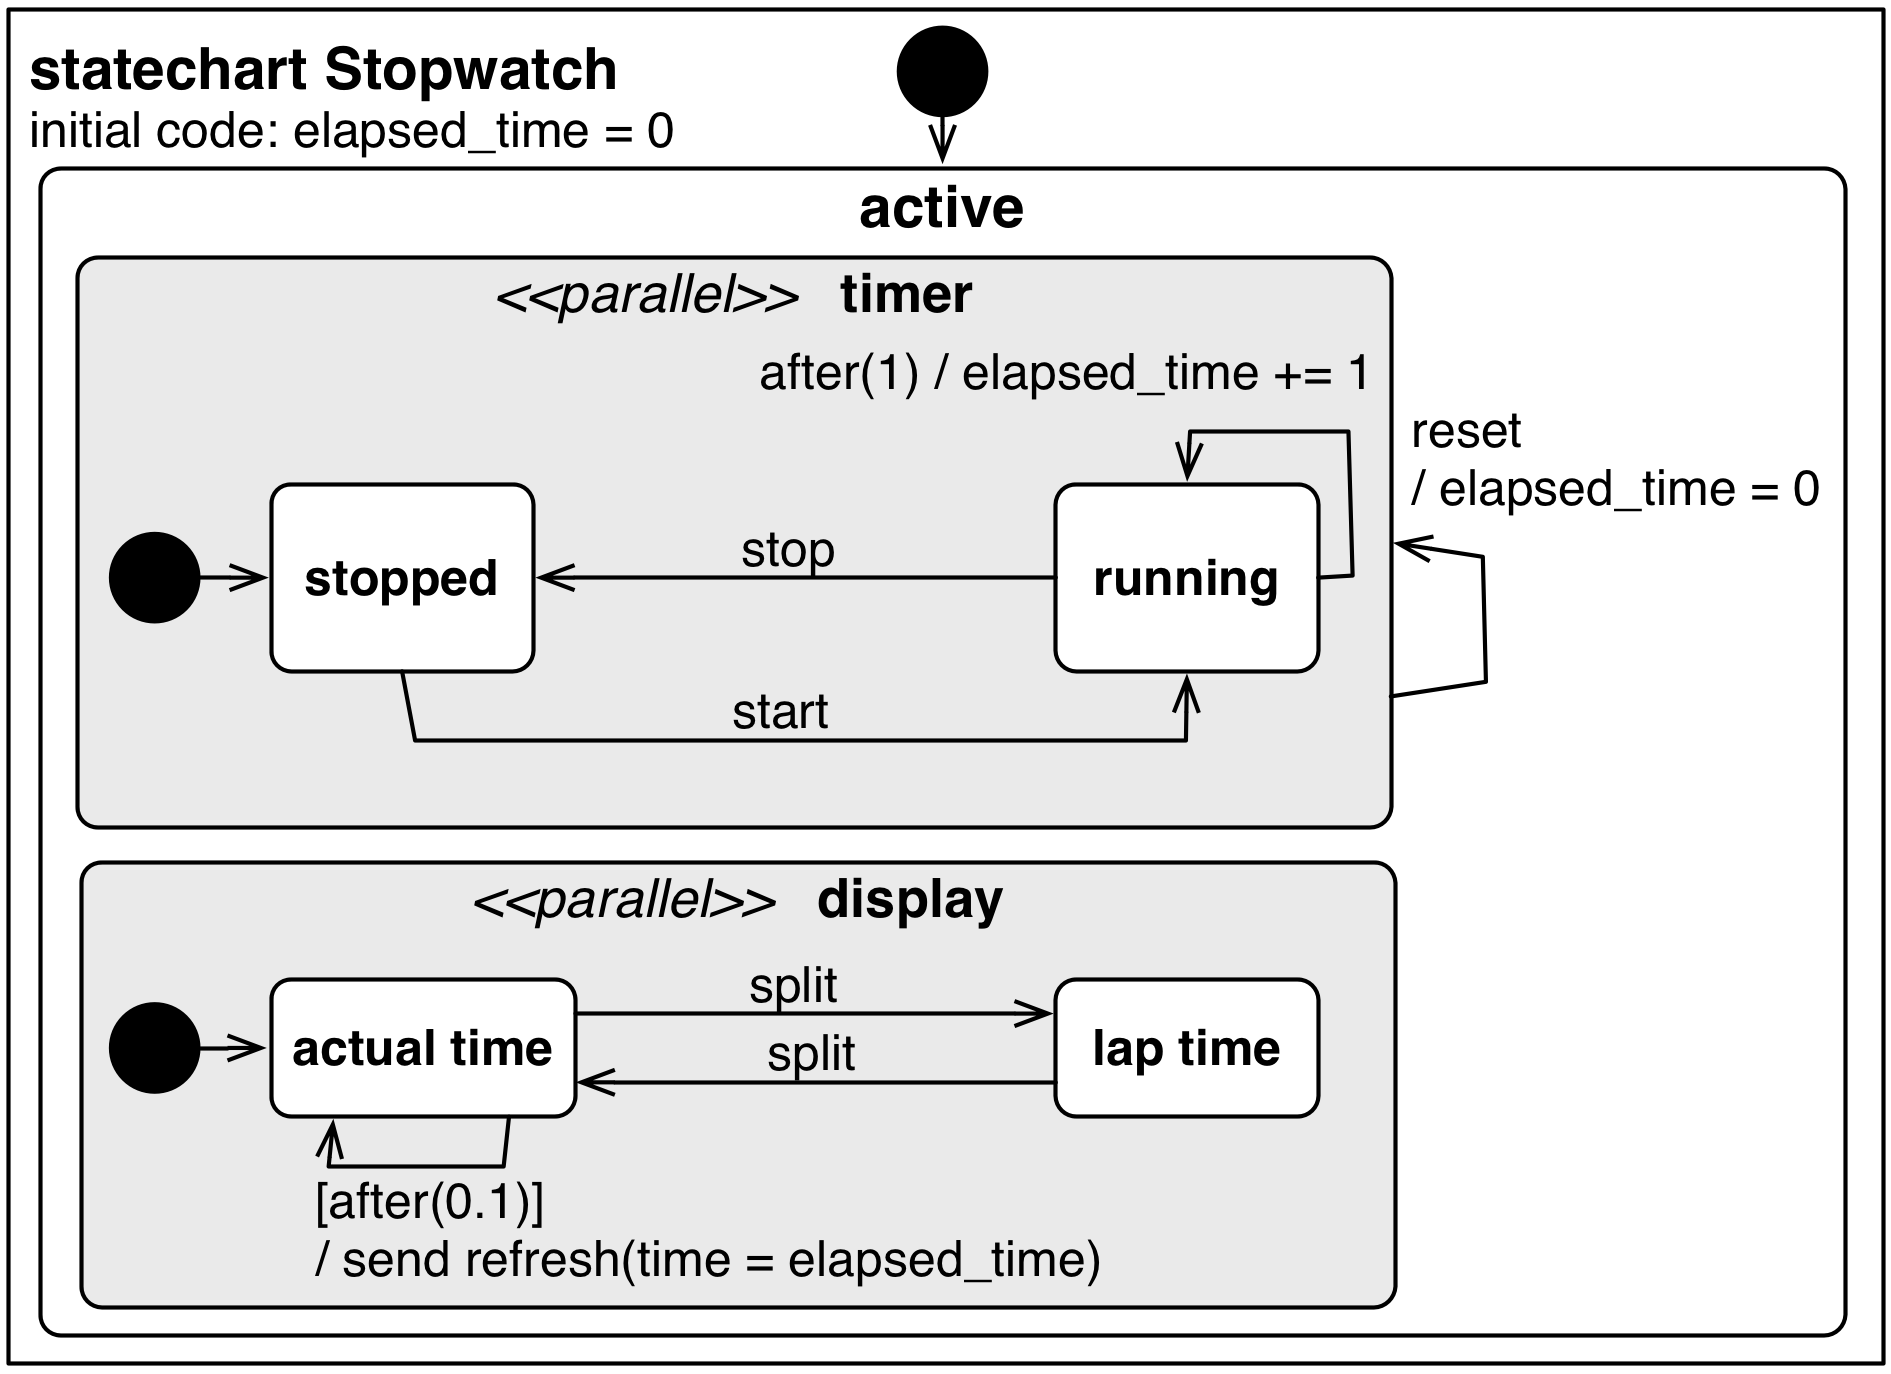 statechart Stopwatch
initial code: elapsed_time = 0
active
<<parallel>> timer
after(1) / elapsed_time += 1
reset
/ elapsed_time = 0
stop
stopped
running
start
<<parallel>> display
split
actual time
split
lap time
[after(0.1)]
/ send refresh(time = elapsed_time)